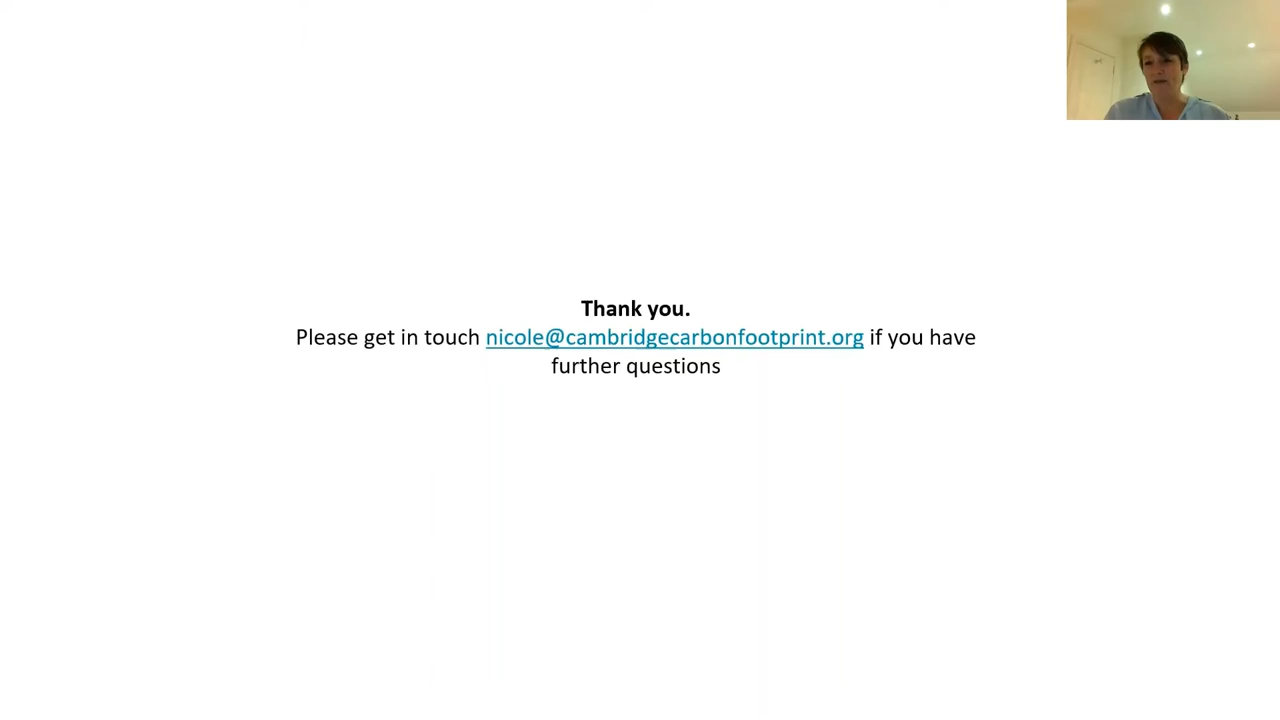 Thank you.
Please get in touch nicole@cambridgecarbonfootprint.org if you have
further questions